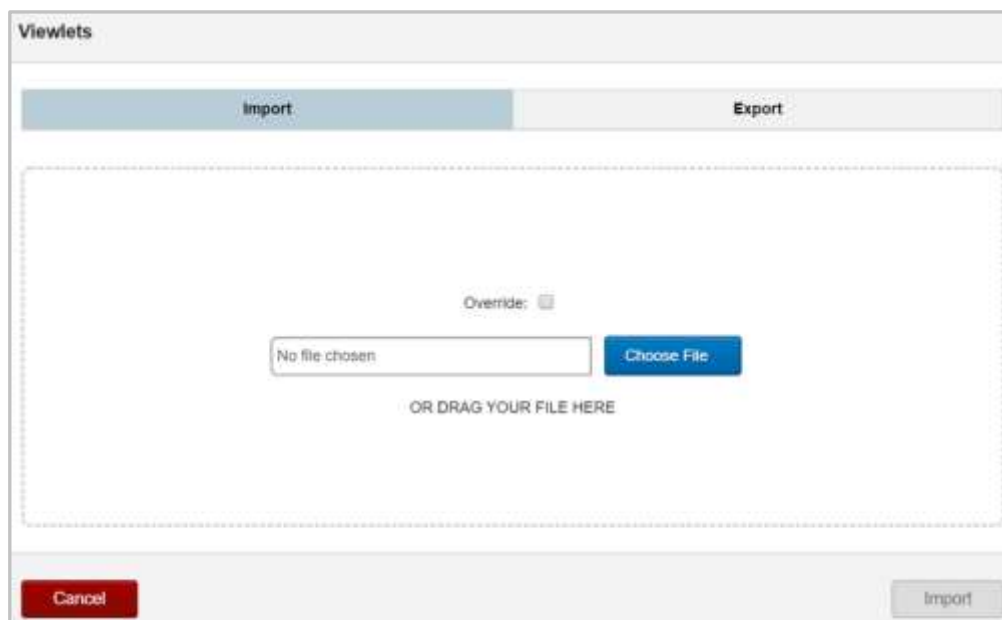 Viewlets
Import Export
Override:
No file chosen Choose File
OR DRAG YOUR FILE HERE
Cancel Import